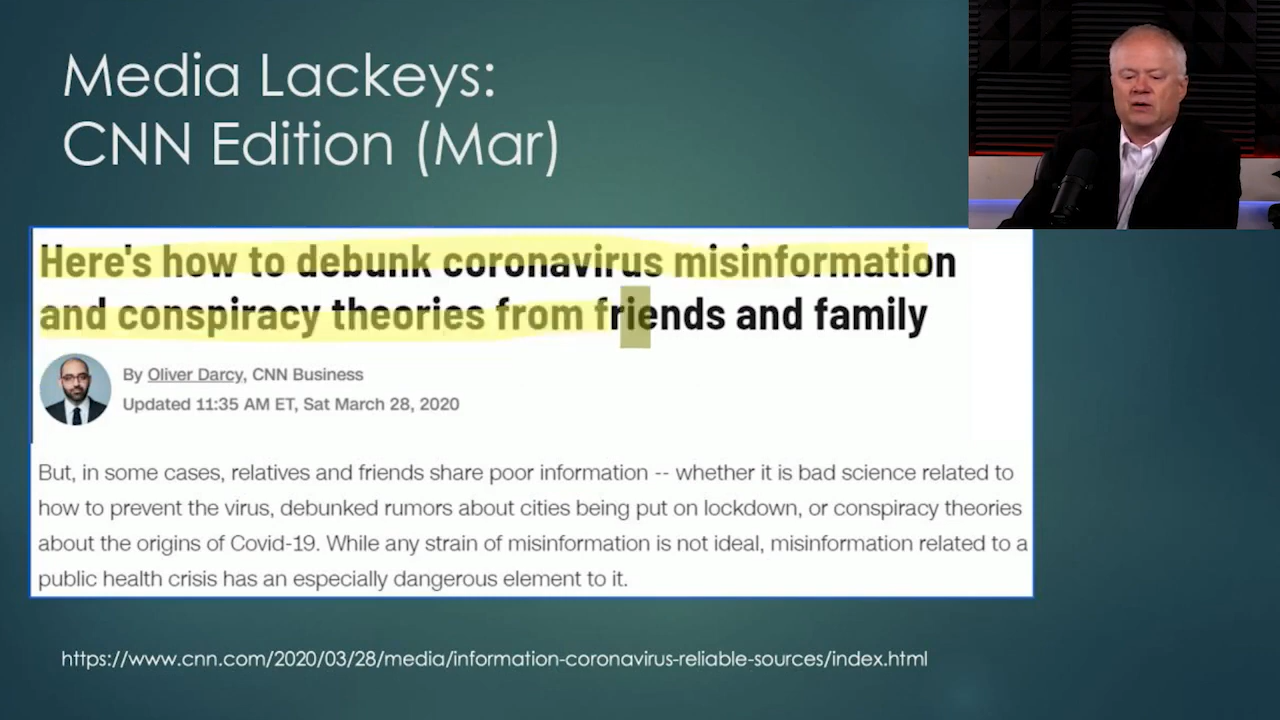 Media Lackeys:
CNN Edition (Mar)
Here's how to debunk coronavirus misinformation
and conspiracy theories from friends and family
By Oliver Darcy, CNN Business
Updated 11:35 AM ET, Sat March 28, 2020
But, in some cases, relatives and friends share poor information -- whether it is bad science related to
how to prevent the virus, debunked rumors about cities being put on lockdown, or conspiracy theories
about the origins of Covid-19. While any strain of misinformation is not ideal, misinformation related to a
public health crisis has an especially dangerous element to it.
https://www.cnn.com/2020/03/28/media/information-coronavirus-reliable-sources/index.html